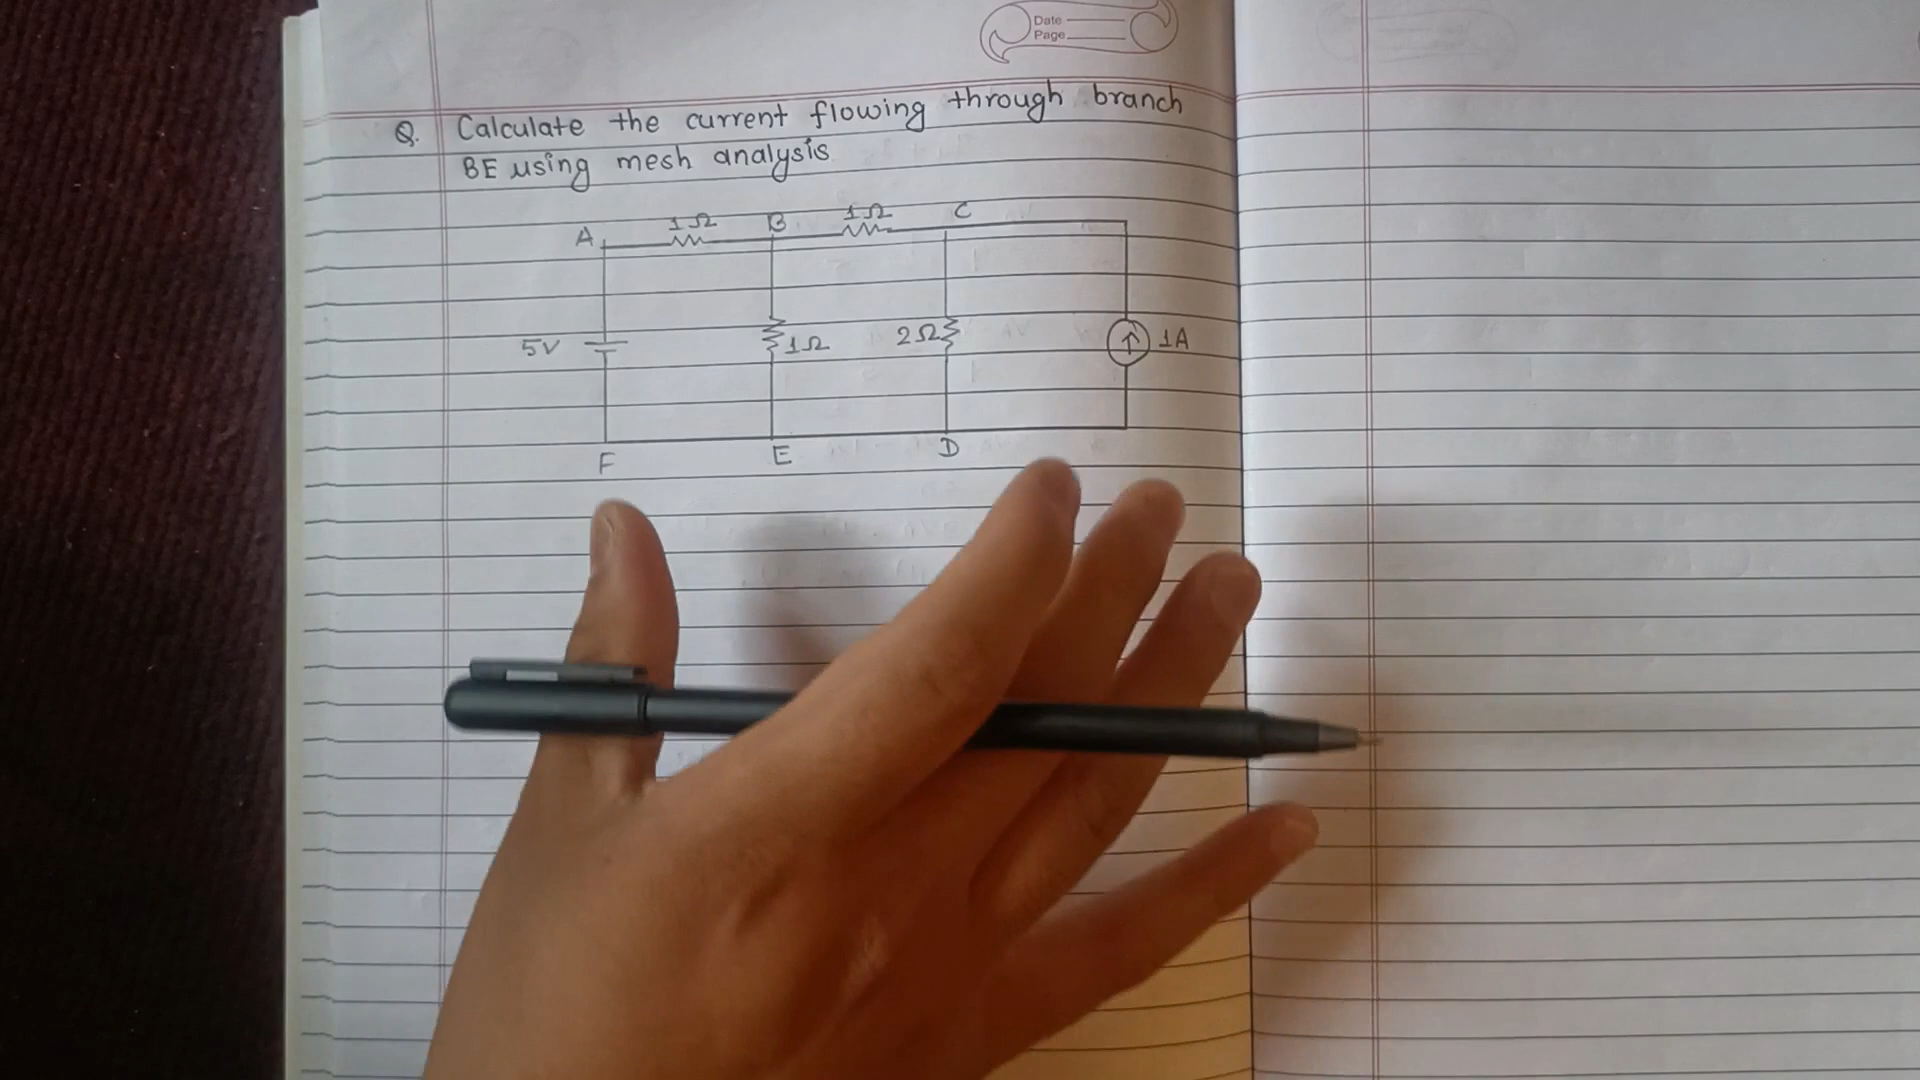 Date
Page
Q. Calculate the current flowing through branch
BE using mesh analysis
A 1Ω B 1Ω C
5V 1Ω 2Ω 1A
F E D